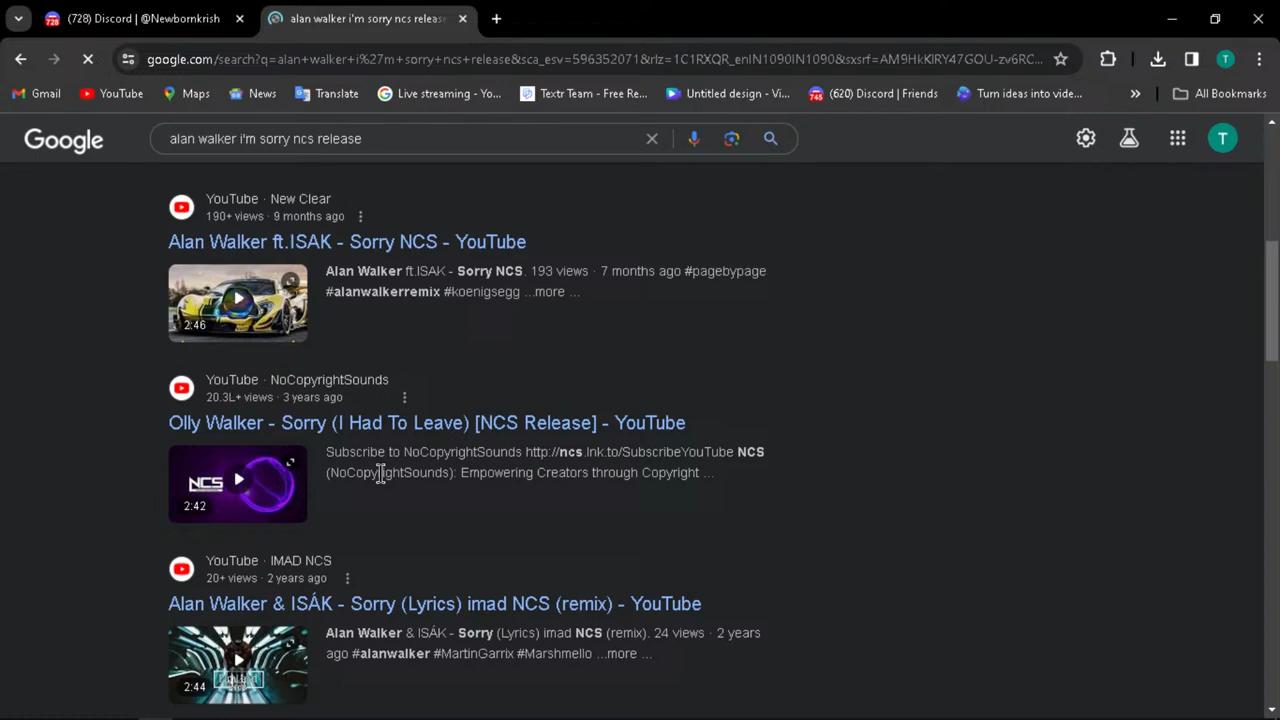 (728) Discord | @Newbornkrish
alan walker i'm sorry ncs release
google.com/search?q=alan+walker+i%27m+sorry+ncs+release&sca_esv=596352071&rlz=1C1RXQR_enIN1090IN1090&sxsrf=AM9HkKlRY47GOU-zv6RC...
Gmail
YouTube
Maps
News
Translate
Live streaming - Yo...
Textr Team - Free Re...
Untitled design - Vi...
(620) Discord | Friends
Turn ideas into vide...
All Bookmarks
Google
alan walker i'm sorry ncs release
T
YouTube · New Clear
190+ views · 9 months ago
Alan Walker ft.ISAK - Sorry NCS - YouTube
Alan Walker ft.ISAK - Sorry NCS. 193 views · 7 months ago #pagebypage
#alanwalkerremix #koenigsegg ...more ...
2:46
YouTube · NoCopyrightSounds
20.3L+ views · 3 years ago
Olly Walker - Sorry (I Had To Leave) [NCS Release] - YouTube
Subscribe to NoCopyrightSounds http://ncs.lnk.to/SubscribeYouTube NCS
(NoCopyrightSounds): Empowering Creators through Copyright ...
NCS
2:42
YouTube · IMAD NCS
20+ views · 2 years ago
Alan Walker & ISÁK - Sorry (Lyrics) imad NCS (remix) - YouTube
Alan Walker & ISÁK - Sorry (Lyrics) imad NCS (remix). 24 views · 2 years
ago #alanwalker #MartinGarrix #Marshmello ...more ...
2:44